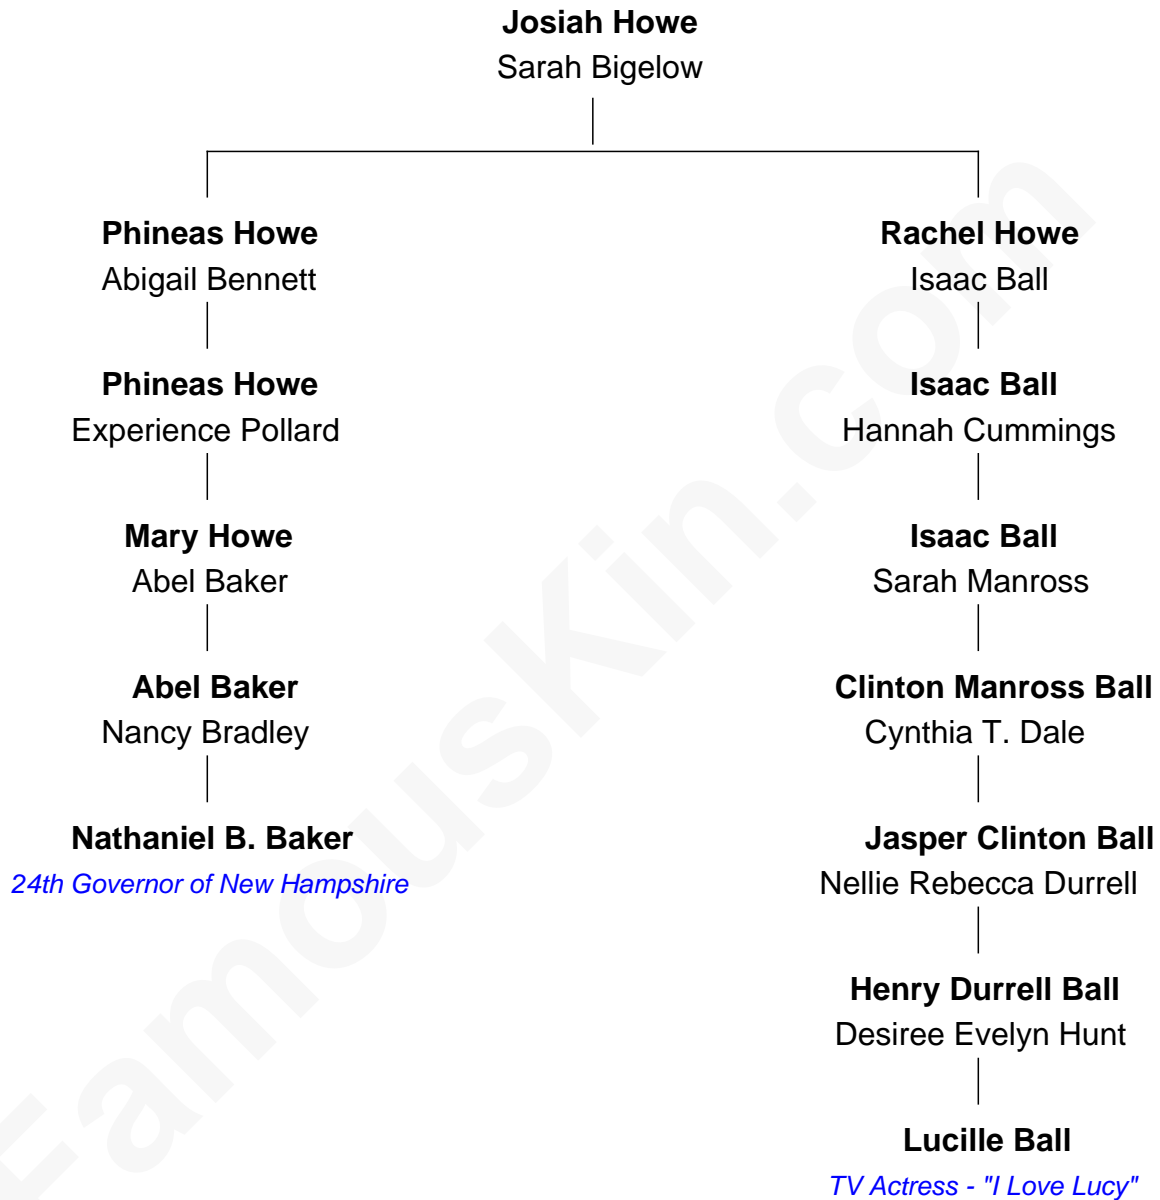 Josiah Howe
Sarah Bigelow
Phineas Howe
Abigail Bennett
Rachel Howe
Isaac Ball
Phineas Howe
Experience Pollard
Isaac Ball
Hannah Cummings
Mary Howe
Abel Baker
Isaac Ball
Sarah Manross
Abel Baker
Nancy Bradley
Clinton Manross Ball
Cynthia T. Dale
Nathaniel B. Baker
24th Governor of New Hampshire
Jasper Clinton Ball
Nellie Rebecca Durrell
Henry Durrell Ball
Desiree Evelyn Hunt
Lucille Ball
TV Actress - "I Love Lucy"
FamousKin.com